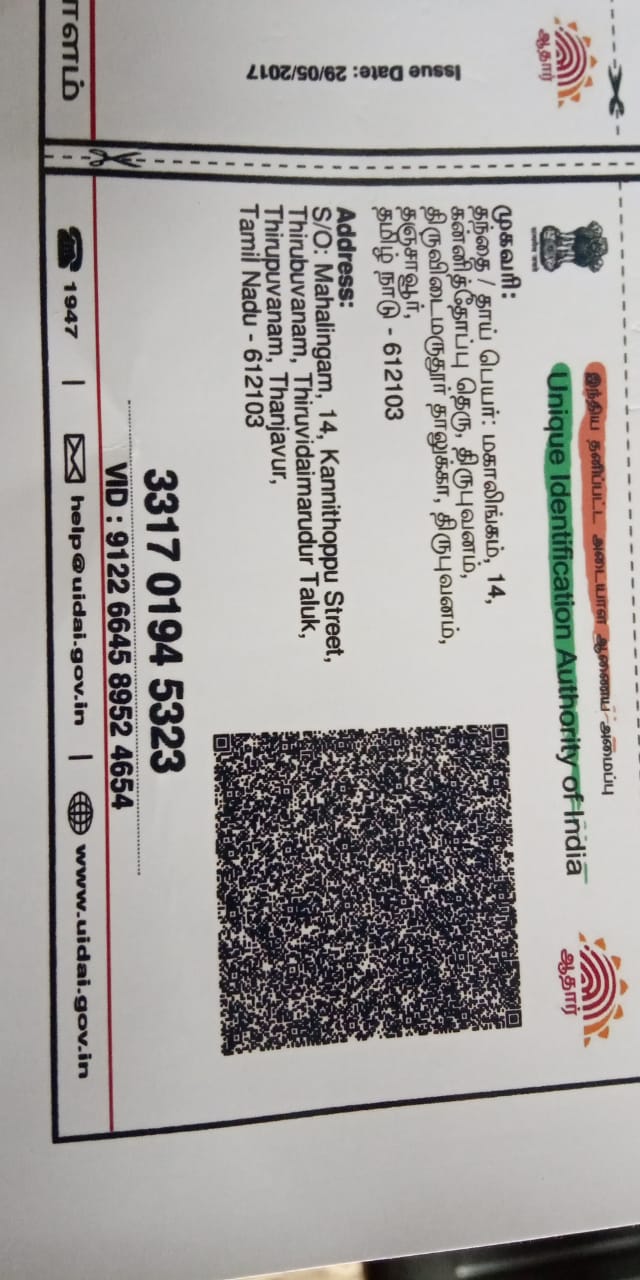 இந்திய தனிப்பட்ட அடையாள ஆணைய அமைப்பு
Unique Identification Authority of India
ஆதார்
முகவரி:
தந்தை / தாய் பெயர்: மகாலிங்கம், 14,
கன்னித்தோப்பு தெரு, திருபுவனம்,
திருவிடைமருதூர் தாலுக்கா, திருபுவனம்,
தஞ்சாவூர்,
தமிழ் நாடு - 612103
Address:
S/O: Mahalingam, 14, Kannithoppu Street,
Thirubuvanam, Thiruvidaimarudur Taluk,
Thirupuvanam, Thanjavur,
Tamil Nadu - 612103
3317 0194 5323
VID : 9122 6645 8952 4654
1947 | help@uidai.gov.in | www.uidai.gov.in
ஆதார்
Issue Date: 29/05/2017